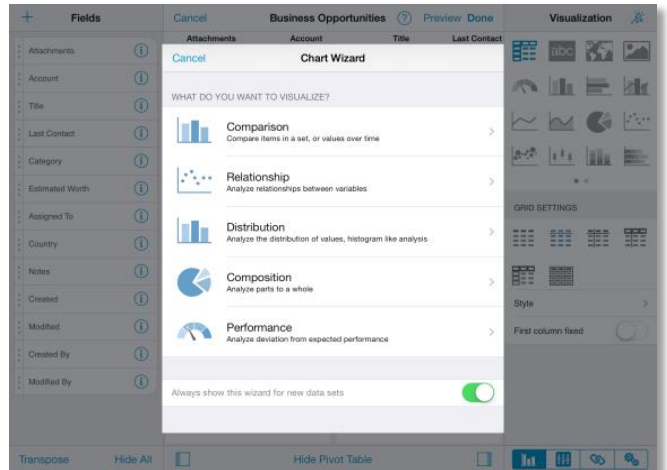 Fields
Cancel Business Opportunities ? Preview Done
Visualization
Attachments Account Title Last Contact
Attachments
Account
Title
Last Contact
Category
Estimated Worth
Assigned To
Country
Notes
Created
Modified
Created By
Modified By
Transpose Hide All
Cancel Chart Wizard
WHAT DO YOU WANT TO VISUALIZE?
Comparison
Compare items in a set, or values over time
Relationship
Analyze relationships between variables
Distribution
Analyze the distribution of values, histogram like analysis
Composition
Analyze parts to a whole
Performance
Analyze deviation from expected performance
Always show this wizard for new data sets
Hide Pivot Table
abc
GRID SETTINGS
Style
First column fixed